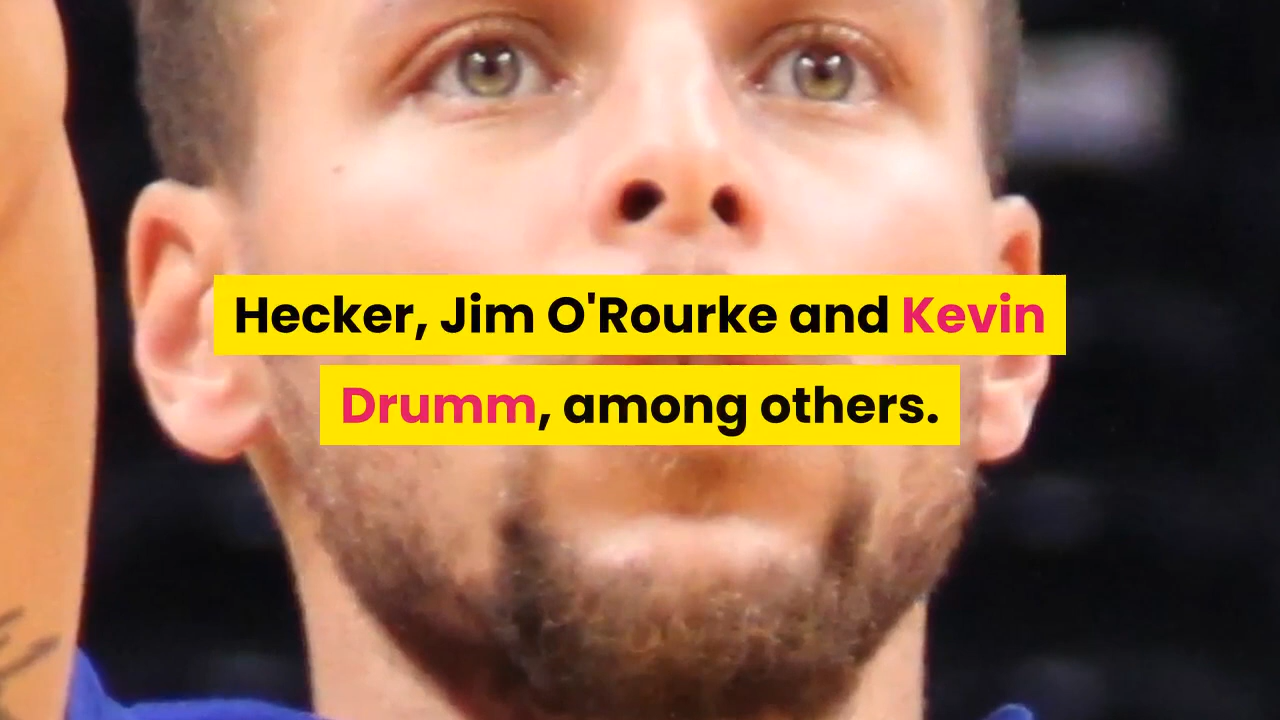 Hecker, Jim O'Rourke and Kevin
Drumm, among others.